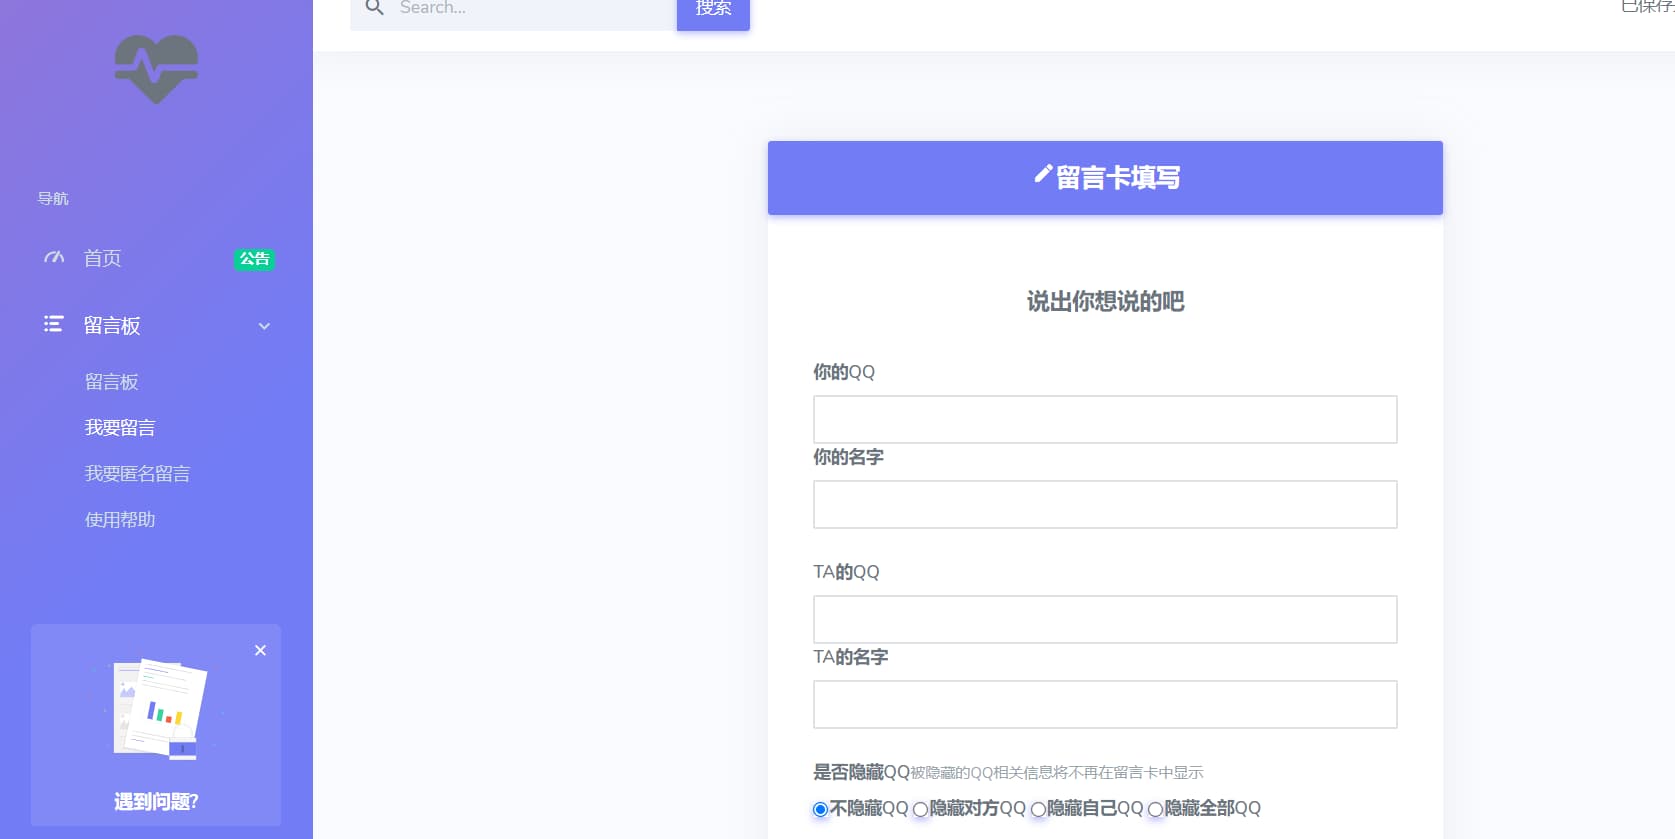 Search...
搜索
已保存
导航
首页
公告
留言板
留言板
我要留言
我要匿名留言
使用帮助
遇到问题?
留言卡填写
说出你想说的吧
你的QQ
你的名字
TA的QQ
TA的名字
是否隐藏QQ被隐藏的QQ相关信息将不再在留言卡中显示
不隐藏QQ 隐藏对方QQ 隐藏自己QQ 隐藏全部QQ